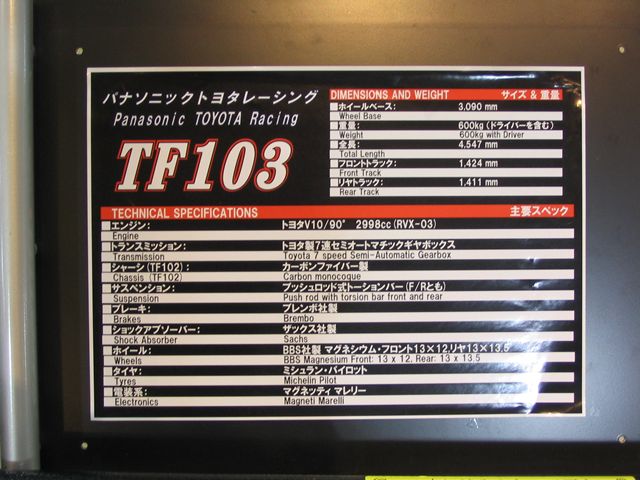 パナソニックトヨタレーシング
Panasonic TOYOTA Racing
TF103
DIMENSIONS AND WEIGHT サイズ & 重量
ホイールベース: 3,090 mm
Wheel Base
重量: 600kg (ドライバーを含む)
Weight 600kg with Driver
全長: 4,547 mm
Total Length
フロントトラック: 1,424 mm
Front Track
リヤトラック: 1,411 mm
Rear Track
TECHNICAL SPECIFICATIONS 主要スペック
エンジン: トヨタV10/90° 2998cc (RVX-03)
Engine
トランスミッション: トヨタ製7速セミオートマチックギヤボックス
Transmission Toyota 7 speed Semi-Automatic Gearbox
シャーシ(TF102): カーボンファイバー製
Chassis (TF102) Carbon monocoque
サスペンション: プッシュロッド式トーションバー(F/Rとも)
Suspension Push rod with torsion bar front and rear
ブレーキ: ブレンボ社製
Brakes Brembo
ショックアブソーバー: ザックス社製
Shock Absorber Sachs
ホイール: BBS社製 マグネシウム・フロント13×12, リヤ13×13.5
Wheels BBS Magnesium Front: 13 x 12, Rear: 13 x 13.5
タイヤ: ミシュラン・パイロット
Tyres Michelin Pilot
電装系: マグネッティ マレリー
Electronics Magneti Marelli